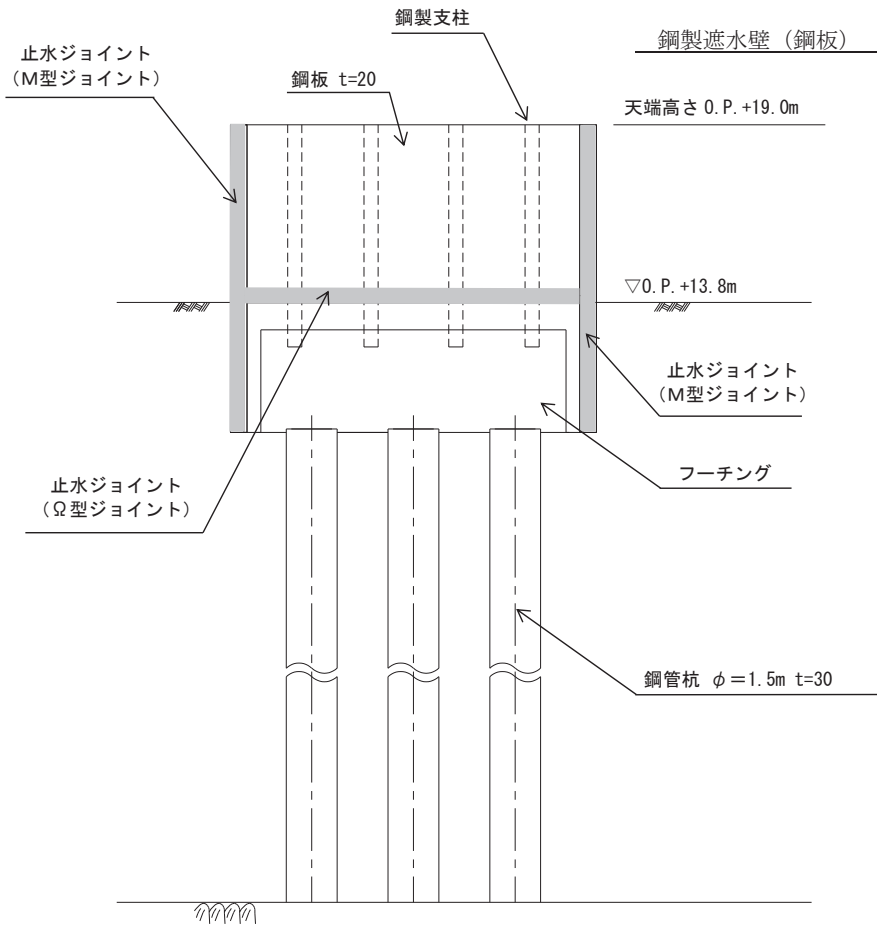 鋼製支柱
鋼製遮水壁（鋼板）
止水ジョイント
（M型ジョイント）
鋼板 t=20
天端高さ O.P.+19.0m
▽O.P.+13.8m
止水ジョイント
（M型ジョイント）
フーチング
止水ジョイント
（Ω型ジョイント）
鋼管杭 φ＝1.5m t=30